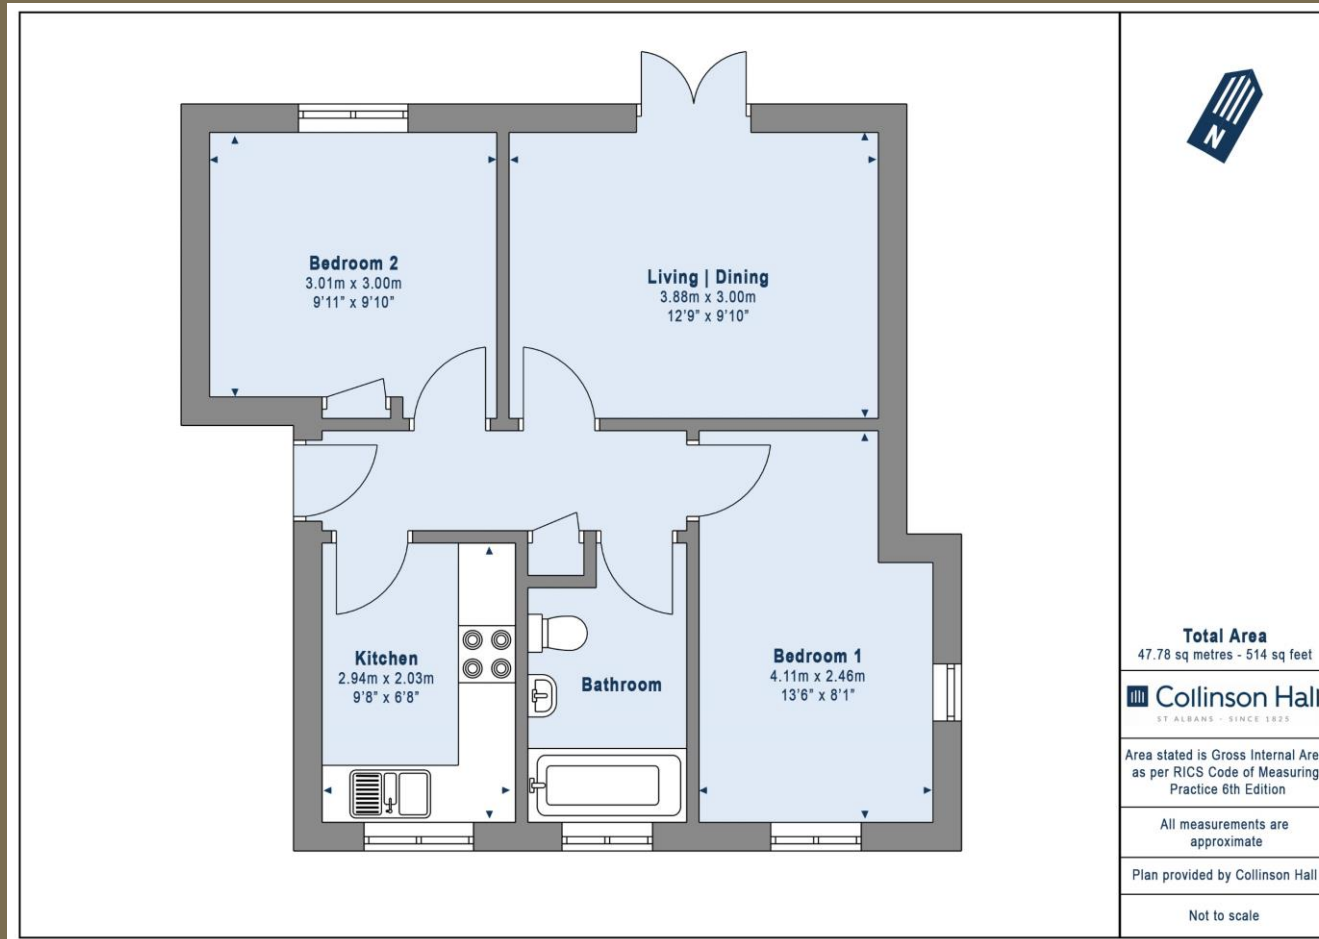 N
Bedroom 2
3.01m x 3.00m
9'11" x 9'10"
Living | Dining
3.88m x 3.00m
12'9" x 9'10"
Kitchen
2.94m x 2.03m
9'8" x 6'8"
Bathroom
Bedroom 1
4.11m x 2.46m
13'6" x 8'1"
Total Area
47.78 sq metres - 514 sq feet
Collinson Hall
ST ALBANS - SINCE 1825
Area stated is Gross Internal Are
as per RICS Code of Measuring
Practice 6th Edition
All measurements are
approximate
Plan provided by Collinson Hall
Not to scale